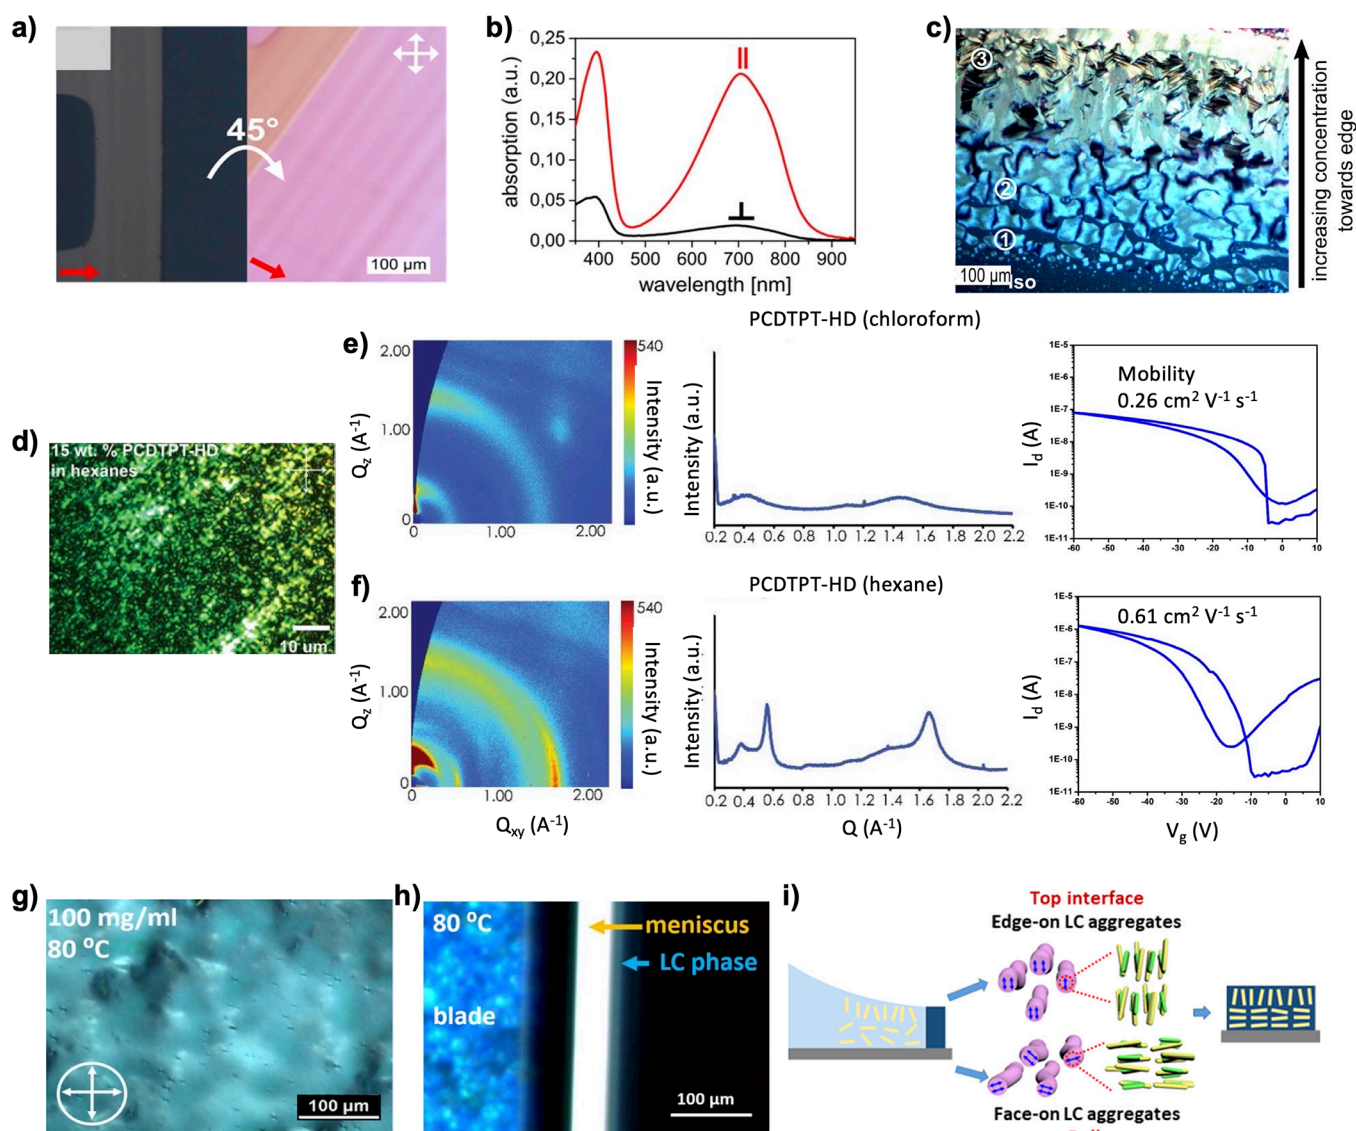 a)
45°
100 µm
b)
0,25
0,20
0,15
0,10
0,05
0,00
absorption (a.u.)
||
⊥
400 500 600 700 800 900
wavelength [nm]
c)
③
②
①
100 µm
Iso
increasing concentration
towards edge
d)
15 wt. % PCDTPT-HD
in hexanes
10 um
PCDTPT-HD (chloroform)
e)
2.00
1.00
0
Qz (A-1)
0 1.00 2.00
540
Intensity (a.u.)
Intensity (a.u.)
0.2 0.4 0.6 0.8 1.0 1.2 1.4 1.6 1.8 2.0 2.2
Mobility
0.26 cm2 V-1 s-1
Id (A)
1E-5
1E-6
1E-7
1E-8
1E-9
1E-10
1E-11
-60 -50 -40 -30 -20 -10 0 10
PCDTPT-HD (hexane)
f)
2.00
1.00
0
Qz (A-1)
0 1.00 2.00
Qxy (A-1)
540
Intensity (a.u.)
Intensity (a.u.)
0.2 0.4 0.6 0.8 1.0 1.2 1.4 1.6 1.8 2.0 2.2
Q (A-1)
0.61 cm2 V-1 s-1
Id (A)
1E-5
1E-6
1E-7
1E-8
1E-9
1E-10
1E-11
-60 -50 -40 -30 -20 -10 0 10
Vg (V)
g)
100 mg/ml
80 ⁰C
100 µm
h)
80 ⁰C
meniscus
LC phase
blade
100 µm
i)
Top interface
Edge-on LC aggregates
Face-on LC aggregates